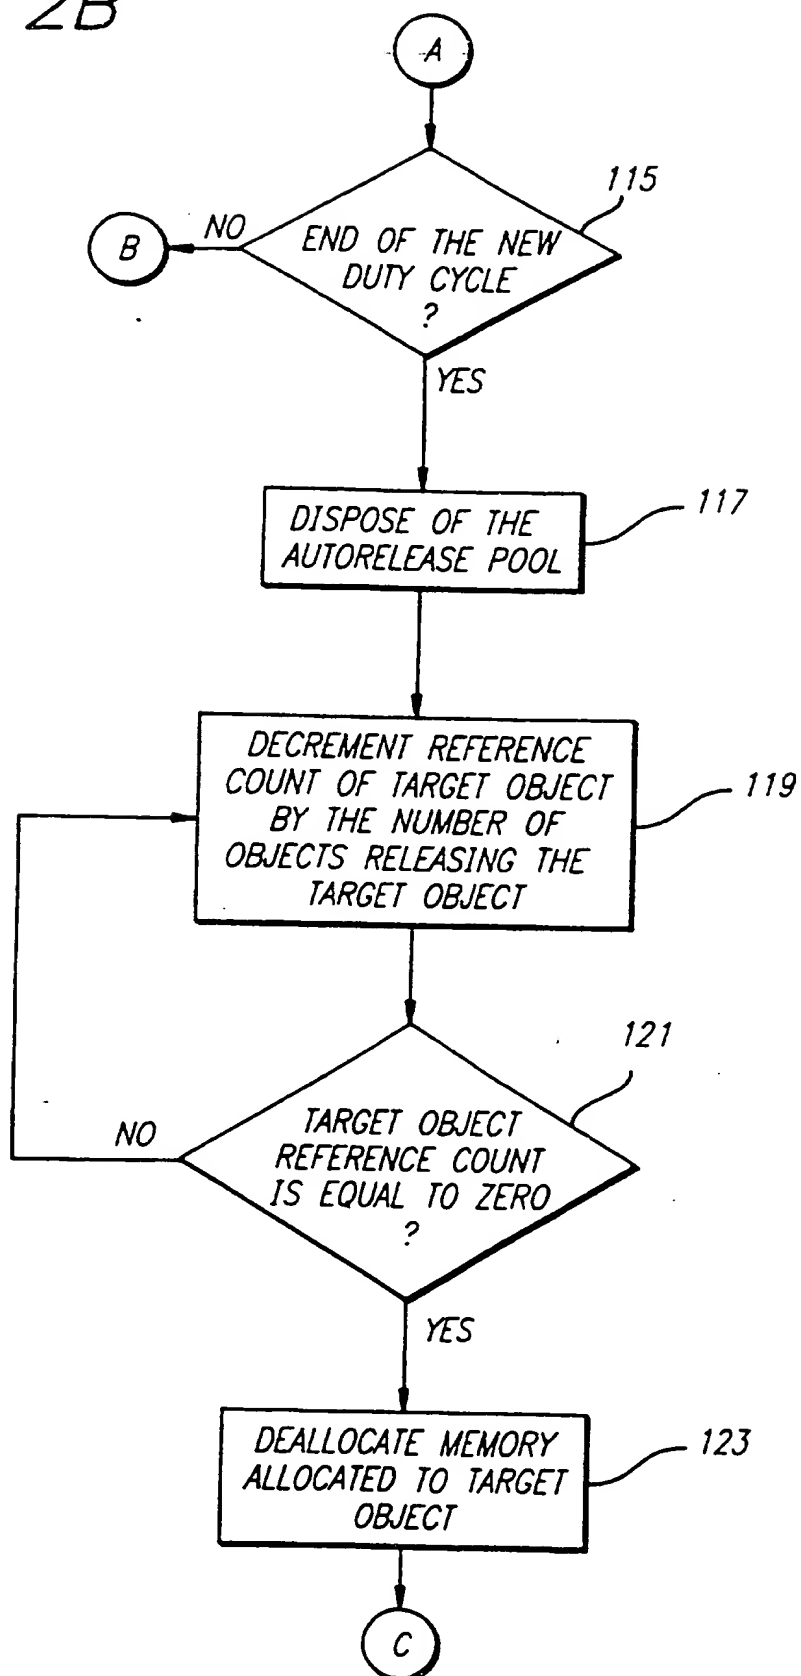 2B
A
115
END OF THE NEW
DUTY CYCLE
?
NO
B
YES
117
DISPOSE OF THE
AUTORELEASE POOL
DECREMENT REFERENCE
COUNT OF TARGET OBJECT
BY THE NUMBER OF
OBJECTS RELEASING THE
TARGET OBJECT
119
121
TARGET OBJECT
REFERENCE COUNT
IS EQUAL TO ZERO
?
NO
YES
DEALLOCATE MEMORY
ALLOCATED TO TARGET
OBJECT
123
C